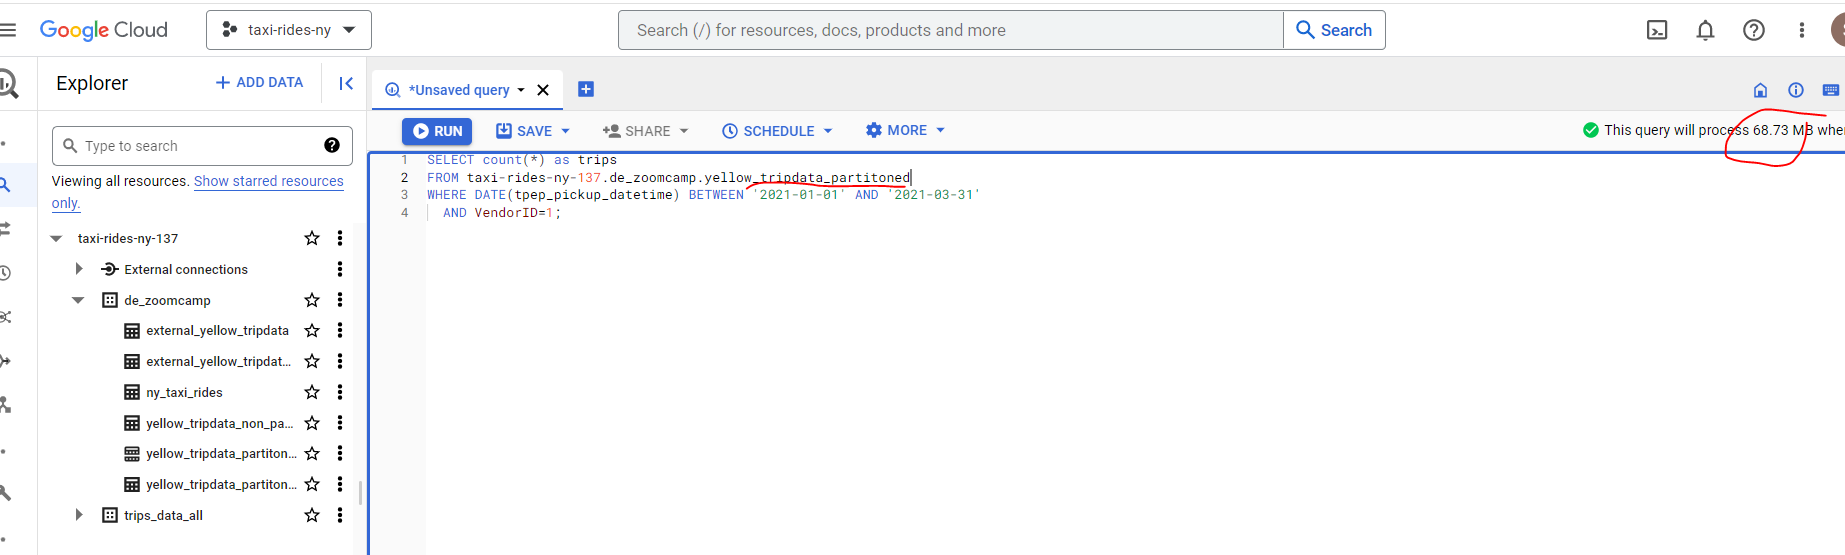 Google Cloud
taxi-rides-ny
Search (/) for resources, docs, products and more
Search
Explorer
+ ADD DATA
*Unsaved query
RUN
SAVE
SHARE
SCHEDULE
MORE
This query will process 68.73 MB whe
Type to search
Viewing all resources. Show starred resources
only.
taxi-rides-ny-137
External connections
de_zoomcamp
external_yellow_tripdata
external_yellow_tripdat...
ny_taxi_rides
yellow_tripdata_non_pa...
yellow_tripdata_partiton...
yellow_tripdata_partiton...
trips_data_all
1 SELECT count(*) as trips
2 FROM taxi-rides-ny-137.de_zoomcamp.yellow_tripdata_partitoned
3 WHERE DATE(tpep_pickup_datetime) BETWEEN '2021-01-01' AND '2021-03-31'
4 AND VendorID=1;